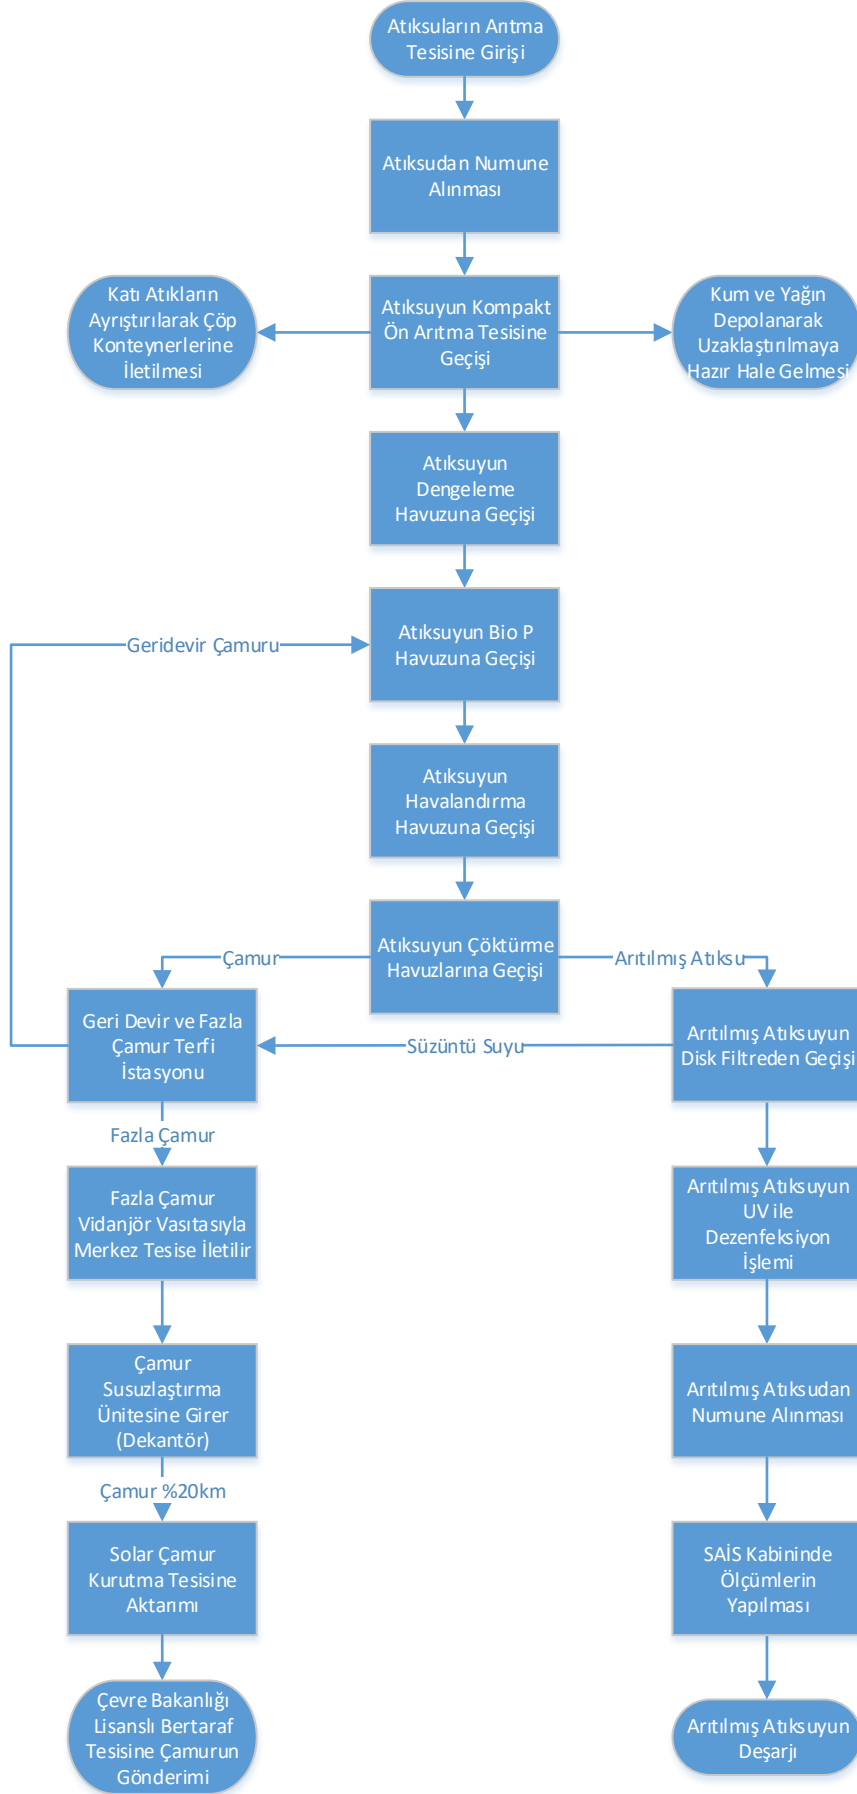 Atıksuların Arıtma
Tesisine Girişi
Atıksudan Numune
Alınması
Katı Atıkların
Ayrıştırılarak Çöp
Konteynerlerine
İletilmesi
Atıksuyun Kompakt
Ön Arıtma Tesisine
Geçişi
Kum ve Yağın
Depolanarak
Uzaklaştırılmaya
Hazır Hale Gelmesi
Atıksuyun
Dengeleme
Havuzuna Geçişi
Geridevir Çamuru
Atıksuyun Bio P
Havuzuna Geçişi
Atıksuyun
Havalandırma
Havuzuna Geçişi
Çamur
Atıksuyun Çöktürme
Havuzlarına Geçişi
Arıtılmış Atıksu
Geri Devir ve Fazla
Çamur Terfi
İstasyonu
Süzüntü Suyu
Arıtılmış Atıksuyun
Disk Filtreden Geçişi
Fazla Çamur
Fazla Çamur
Vidanjör Vasıtasıyla
Merkez Tesise İletilir
Arıtılmış Atıksuyun
UV ile
Dezenfeksiyon
İşlemi
Çamur
Susuzlaştırma
Ünitesine Girer
(Dekantör)
Arıtılmış Atıksudan
Numune Alınması
Çamur %20km
Solar Çamur
Kurutma Tesisine
Aktarımı
SAİS Kabininde
Ölçümlerin
Yapılması
Çevre Bakanlığı
Lisanslı Bertaraf
Tesisine Çamurun
Gönderimi
Arıtılmış Atıksuyun
Deşarjı